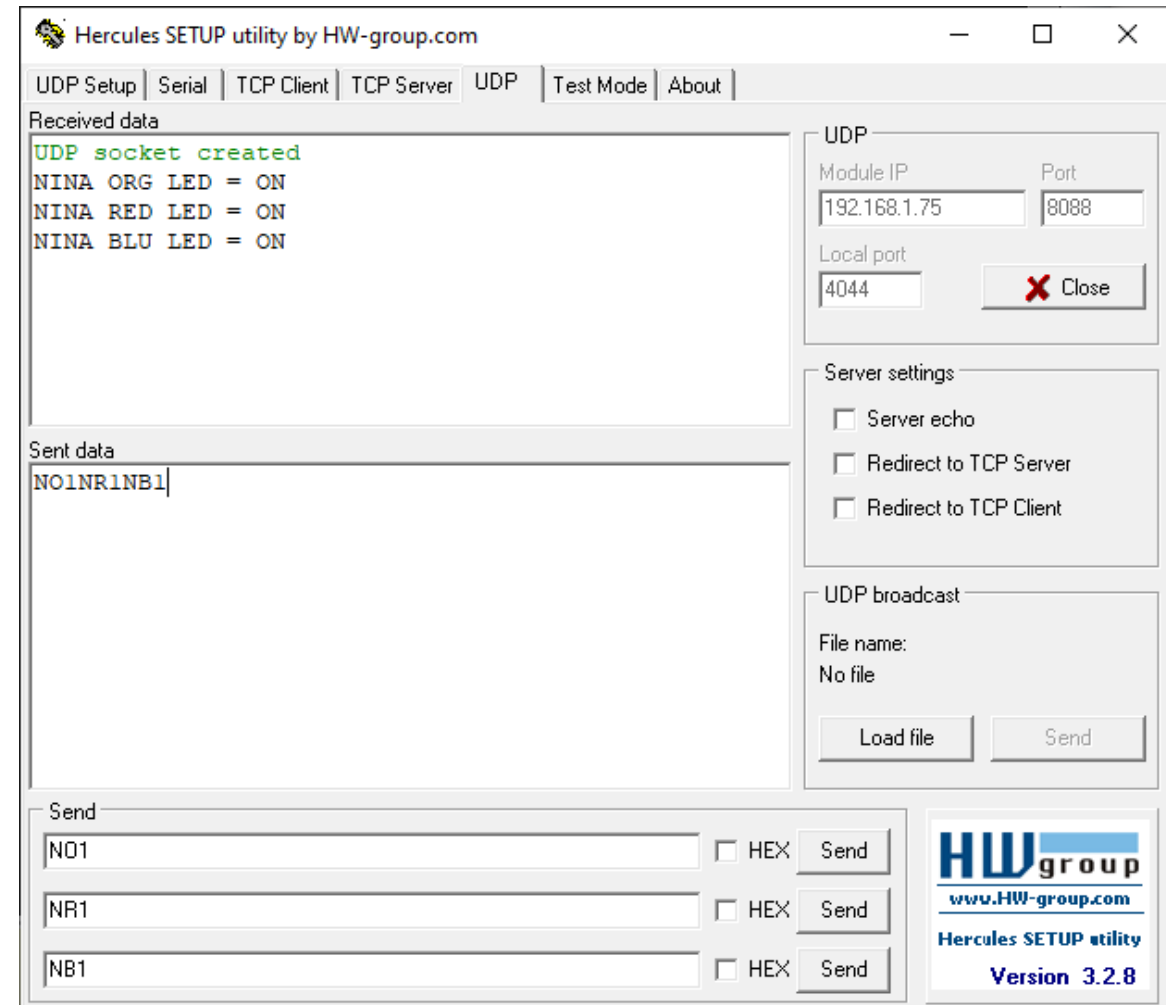 Hercules SETUP utility by HW-group.com
UDP Setup Serial TCP Client TCP Server UDP Test Mode About
Received data
UDP socket created
NINA ORG LED = ON
NINA RED LED = ON
NINA BLU LED = ON
Sent data
NO1NR1NB1
UDP
Module IP Port
192.168.1.75 8088
Local port
4044 Close
Server settings
Server echo
Redirect to TCP Server
Redirect to TCP Client
UDP broadcast
File name:
No file
Load file Send
Send
NO1 HEX Send
NR1 HEX Send
NB1 HEX Send
HW group
www.HW-group.com
Hercules SETUP utility
Version 3.2.8